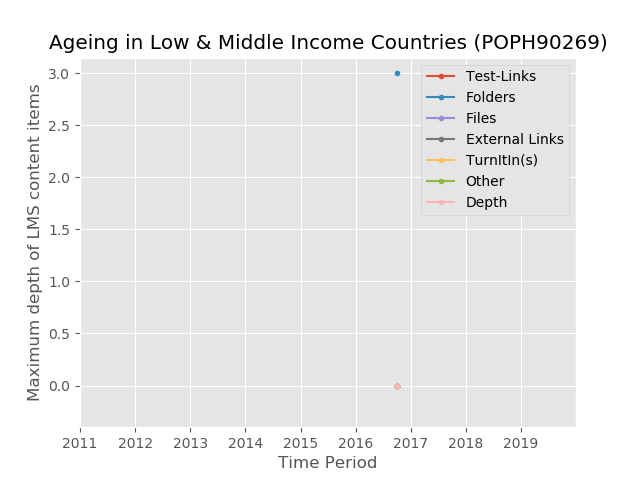 Ageing in Low & Middle Income Countries (POPH90269)
Maximum depth of LMS content items
3.0
2.5
2.0
1.5
1.0
0.5
0.0
Test-Links
Folders
Files
External Links
TurnItIn(s)
Other
Depth
2011 2012 2013 2014 2015 2016 2017 2018 2019
Time Period